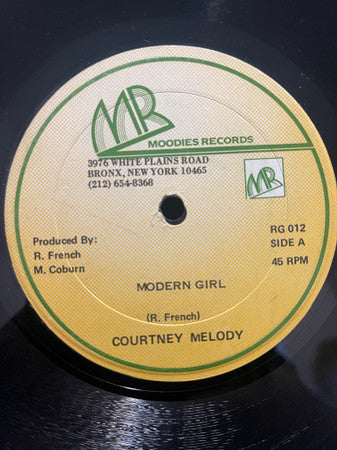 MR
MOODIES RECORDS
3976 WHITE PLAINS ROAD
BRONX, NEW YORK 10465
(212) 654-8368
MR
Produced By:
R. French
M. Coburn
RG 012
SIDE A
45 RPM
MODERN GIRL
(R. French)
COURTNEY MELODY